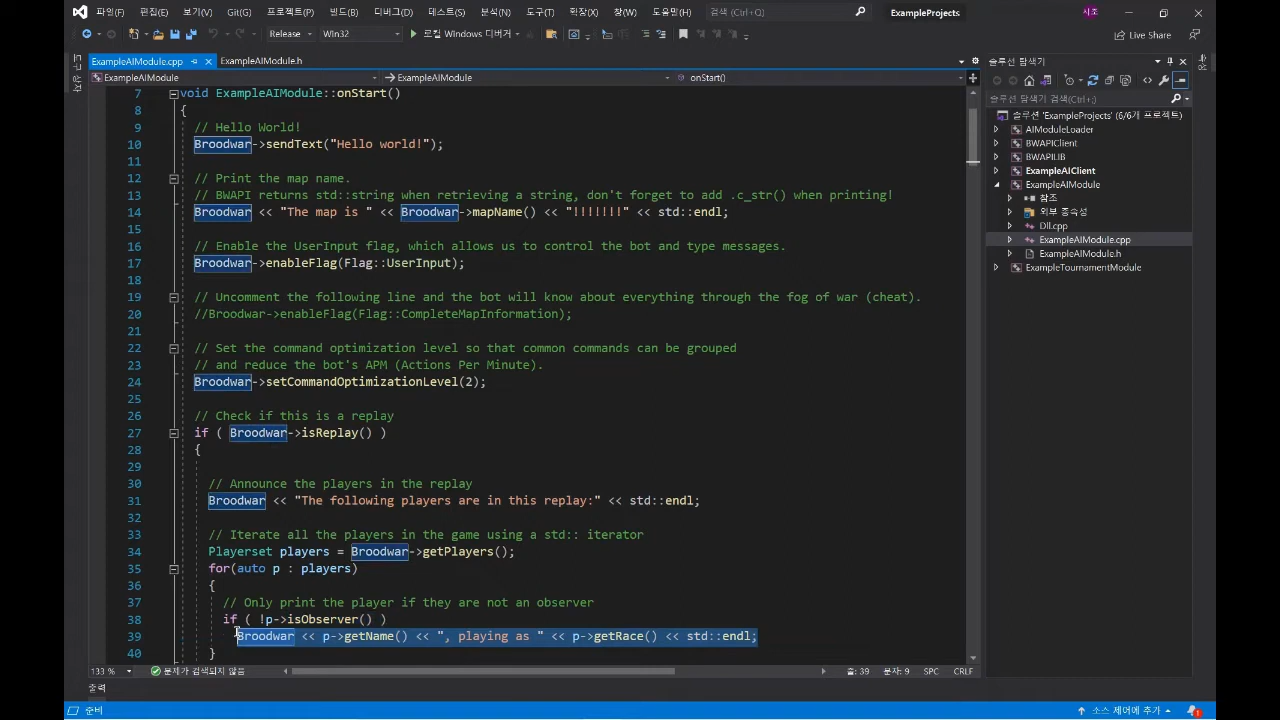 파일(F) 편집(E) 보기(V) Git(G) 프로젝트(P) 빌드(B) 디버그(D) 테스트(S) 분석(N) 도구(T) 확장(X) 창(W) 도움말(H) 검색 (Ctrl+Q) ExampleProjects 시조
Release Win32 로컬 Windows 디버거 Live Share
ExampleAIModule.cpp ExampleAIModule.h 솔루션 탐색기
ExampleAIModule ExampleAIModule onStart()
솔루션 탐색기 검색(Ctrl+;)
솔루션 'ExampleProjects' (6/6개 프로젝트)
AIModuleLoader
BWAPIClient
BWAPILIB
ExampleAIClient
ExampleAIModule
참조
외부 종속성
Dll.cpp
ExampleAIModule.cpp
ExampleAIModule.h
ExampleTournamentModule
7 void ExampleAIModule::onStart()
8 {
9 // Hello World!
10 Broodwar->sendText("Hello world!");
11
12 // Print the map name.
13 // BWAPI returns std::string when retrieving a string, don't forget to add .c_str() when printing!
14 Broodwar << "The map is " << Broodwar->mapName() << "!!!!!!!" << std::endl;
15
16 // Enable the UserInput flag, which allows us to control the bot and type messages.
17 Broodwar->enableFlag(Flag::UserInput);
18
19 // Uncomment the following line and the bot will know about everything through the fog of war (cheat).
20 //Broodwar->enableFlag(Flag::CompleteMapInformation);
21
22 // Set the command optimization level so that common commands can be grouped
23 // and reduce the bot's APM (Actions Per Minute).
24 Broodwar->setCommandOptimizationLevel(2);
25
26 // Check if this is a replay
27 if ( Broodwar->isReplay() )
28 {
29
30 // Announce the players in the replay
31 Broodwar << "The following players are in this replay:" << std::endl;
32
33 // Iterate all the players in the game using a std:: iterator
34 Playerset players = Broodwar->getPlayers();
35 for(auto p : players)
36 {
37 // Only print the player if they are not an observer
38 if ( !p->isObserver() )
39 Broodwar << p->getName() << ", playing as " << p->getRace() << std::endl;
40 }
133 % 문제가 검색되지 않음 줄: 39 문자: 9 SPC CRLF
출력
준비 소스 제어에 추가 1